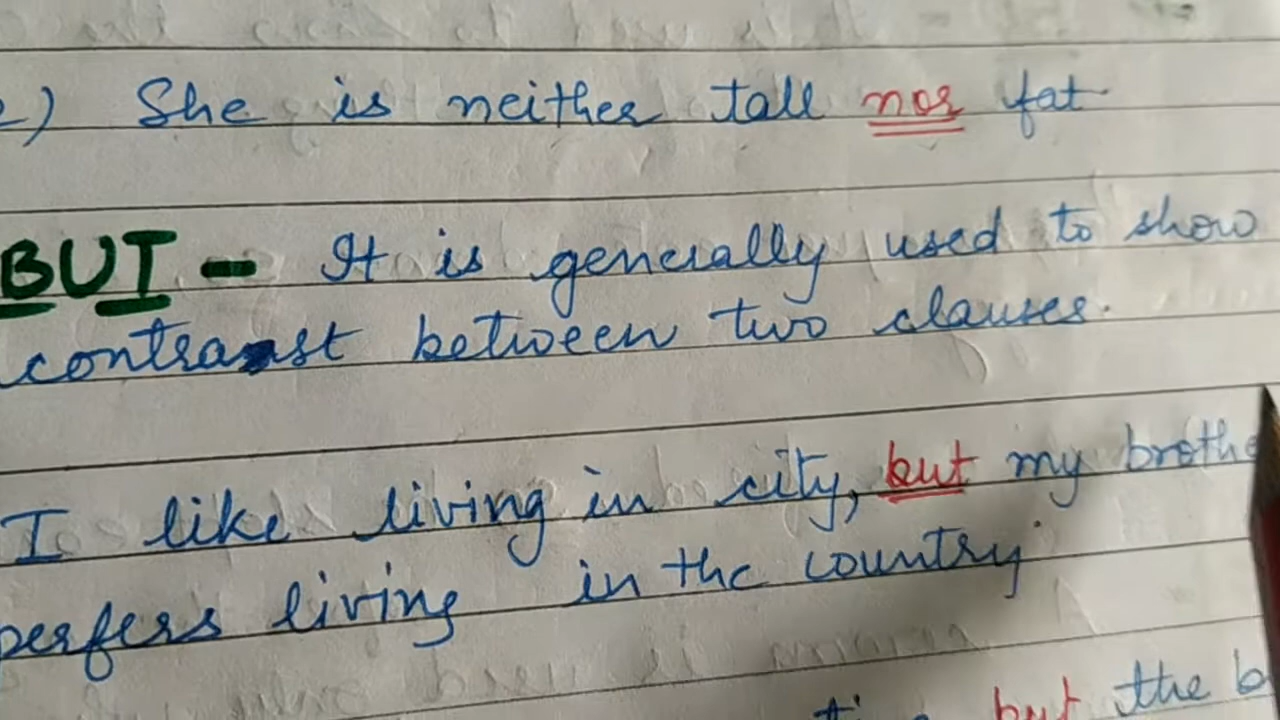 2) She is neither tall nor fat
BUT - It is generally used to show
contrast between two clauses.
I like living in city, but my brothe
perfers living in the country
but the b